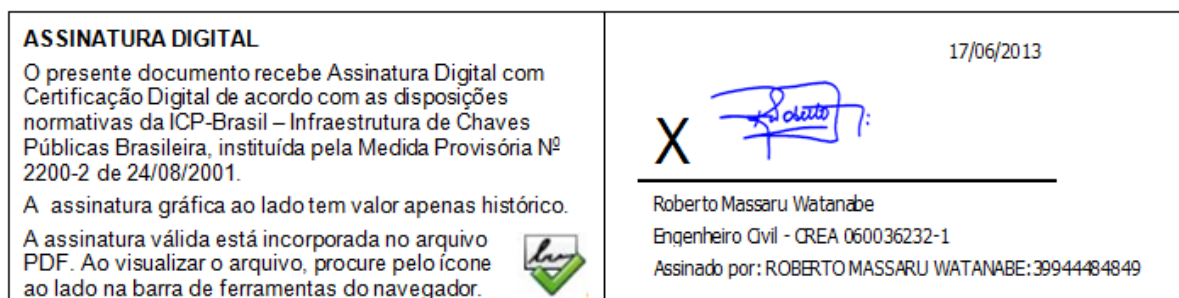 ASSINATURA DIGITAL
O presente documento recebe Assinatura Digital com
Certificação Digital de acordo com as disposições
normativas da ICP-Brasil – Infraestrutura de Chaves
Públicas Brasileira, instituída pela Medida Provisória Nº
2200-2 de 24/08/2001.
A assinatura gráfica ao lado tem valor apenas histórico.
A assinatura válida está incorporada no arquivo
PDF. Ao visualizar o arquivo, procure pelo ícone
ao lado na barra de ferramentas do navegador.
17/06/2013
X Roberto
Roberto Massaru Watanabe
Engenheiro Civil - CREA 060036232-1
Assinado por: ROBERTO MASSARU WATANABE:39944484849